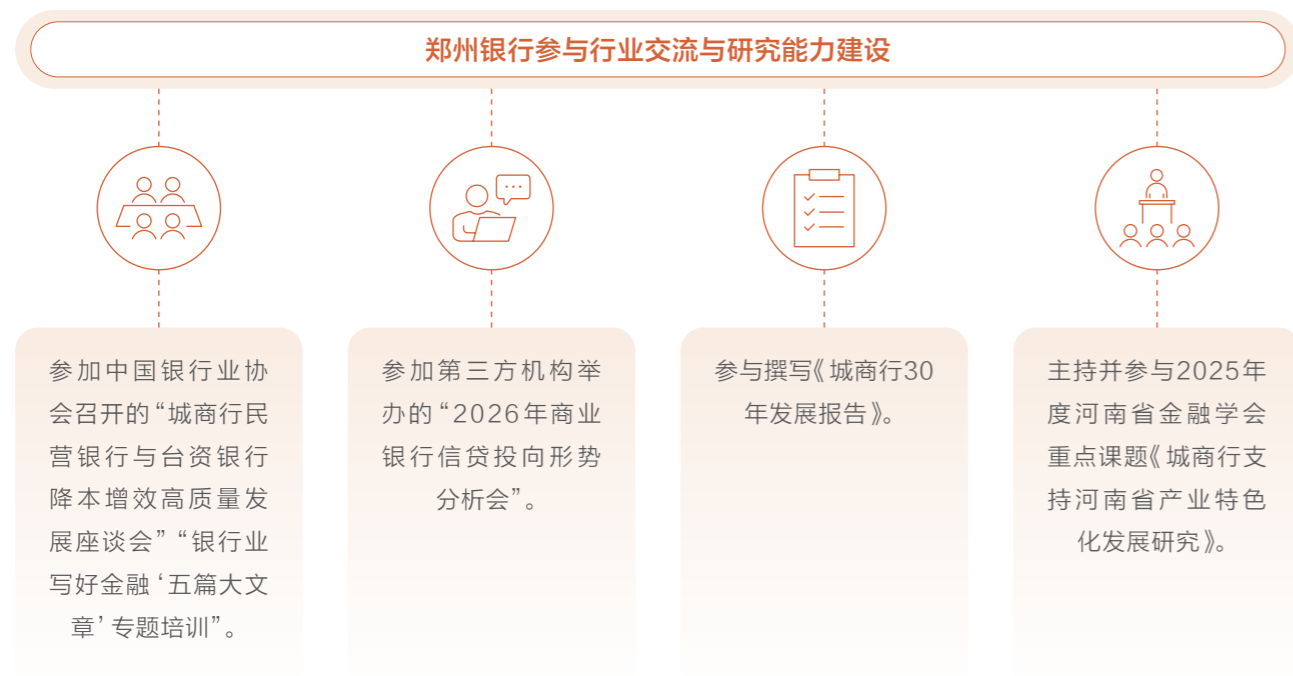 郑州银行参与行业交流与研究能力建设
参加中国银行业协
会召开的“城商行民
营银行与台资银行
降本增效高质量发
展座谈会”“银行业
写好金融‘五篇大文
章’专题培训”。
参加第三方机构举
办的“2026年商业
银行信贷投向形势
分析会”。
参与撰写《城商行30
年发展报告》。
主持并参与2025年
度河南省金融学会
重点课题《城商行支
持河南省产业特色
化发展研究》。